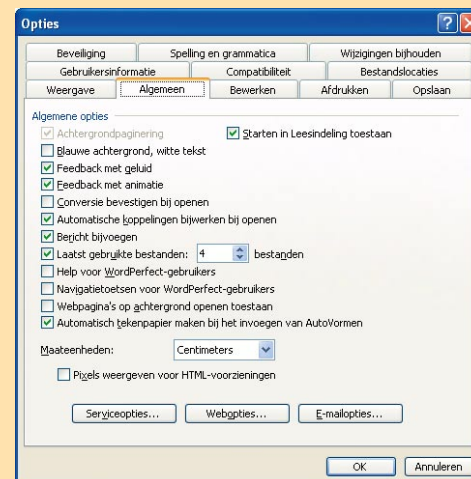 Opties
Beveiliging Spelling en grammatica Wijzigingen bijhouden
Gebruikersinformatie Compatibiliteit Bestandslocaties
Weergave Algemeen Bewerken Afdrukken Opslaan
Algemene opties
Achtergrondpaginering Starten in Leesindeling toestaan
Blauwe achtergrond, witte tekst
Feedback met geluid
Feedback met animatie
Conversie bevestigen bij openen
Automatische koppelingen bijwerken bij openen
Bericht bijvoegen
Laatst gebruikte bestanden: 4 bestanden
Help voor WordPerfect-gebruikers
Navigatietoetsen voor WordPerfect-gebruikers
Webpagina's op achtergrond openen toestaan
Automatisch tekenpapier maken bij het invoegen van AutoVormen
Maateenheden: Centimeters
Pixels weergeven voor HTML-voorzieningen
Serviceopties... Webopties... E-mailopties...
OK Annuleren